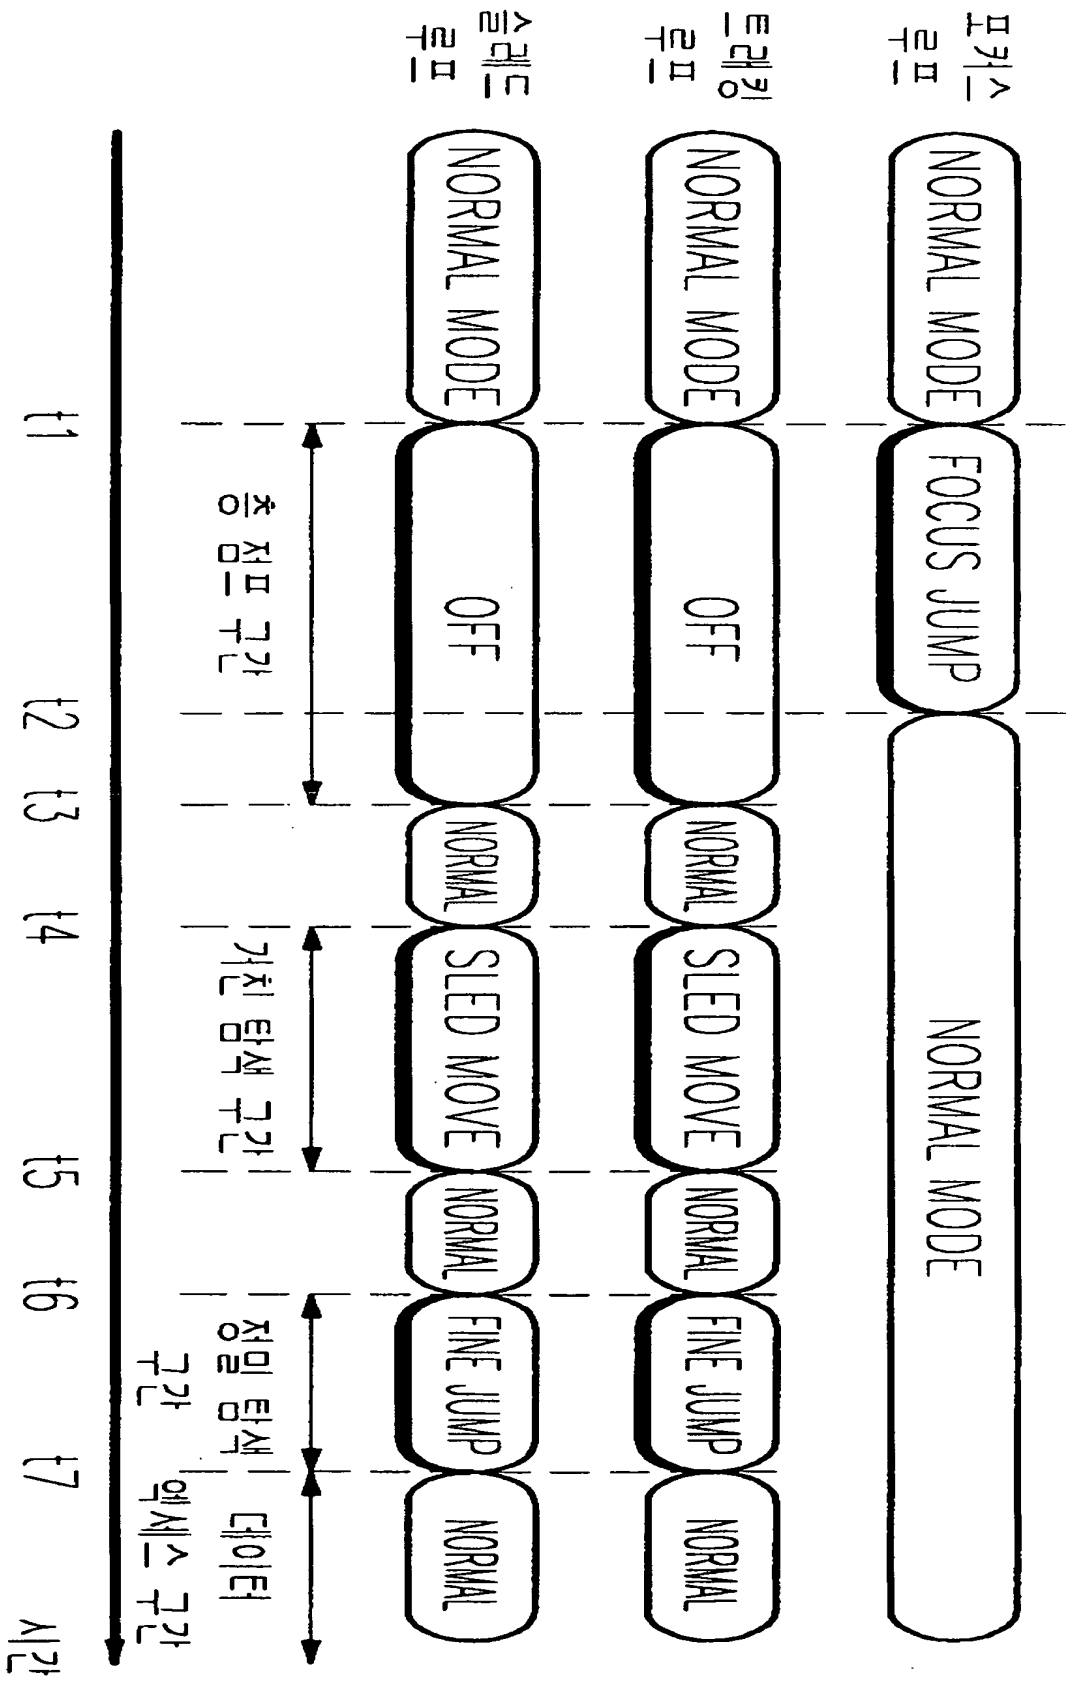 포커스
루프
NORMAL MODE
FOCUS JUMP
NORMAL MODE
트래킹
루프
NORMAL MODE
OFF
NORMAL
SLED MOVE
NORMAL
FINE JUMP
NORMAL
슬레드
루프
NORMAL MODE
OFF
NORMAL
SLED MOVE
NORMAL
FINE JUMP
NORMAL
층 점프 구간
거친 탐색 구간
정밀 탐색
구간
데이터
액세스 구간
t1
t2
t3
t4
t5
t6
t7
시간